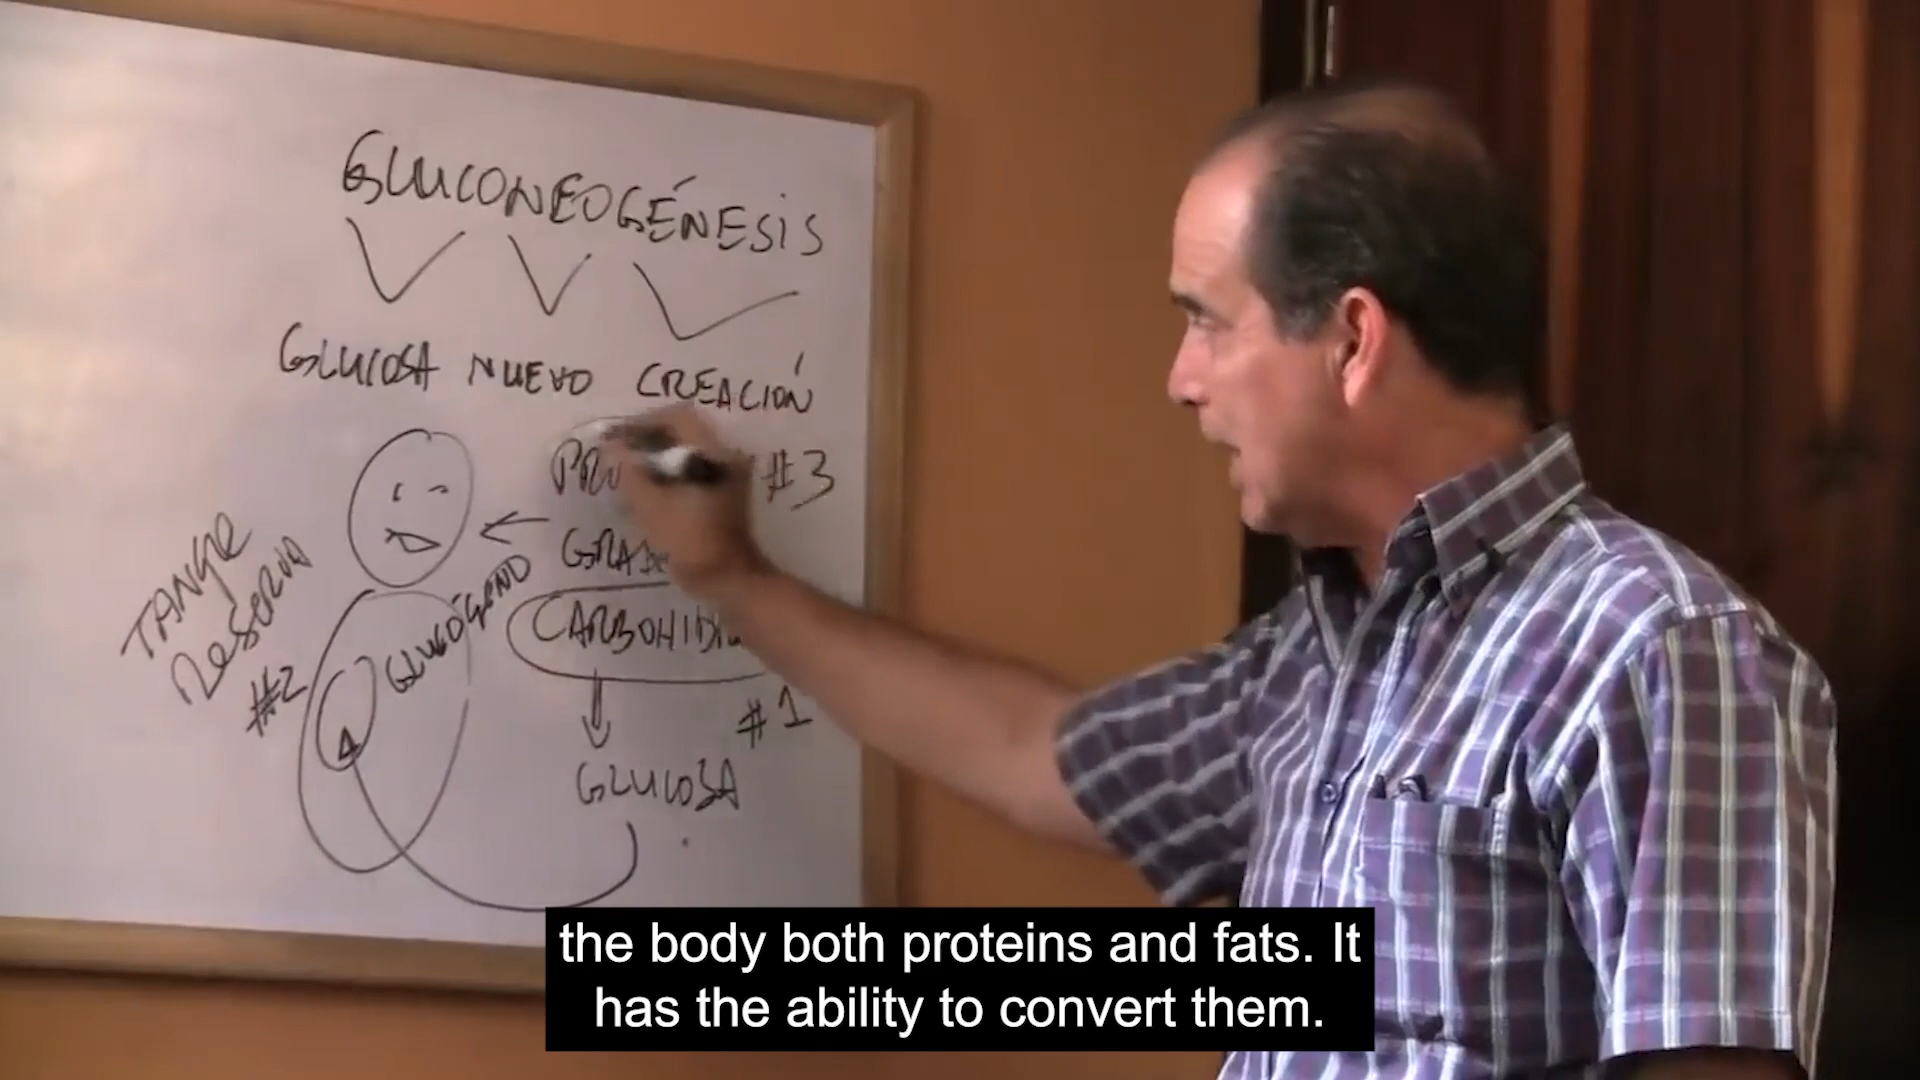 GLUCONEOGÉNESIS
GLUCOSA NUEVO CREACIÓN
#3
TANQUE
RESERVA
#2
GLUCÓGENO
#1
GLUCOSA
the body both proteins and fats. It
has the ability to convert them.